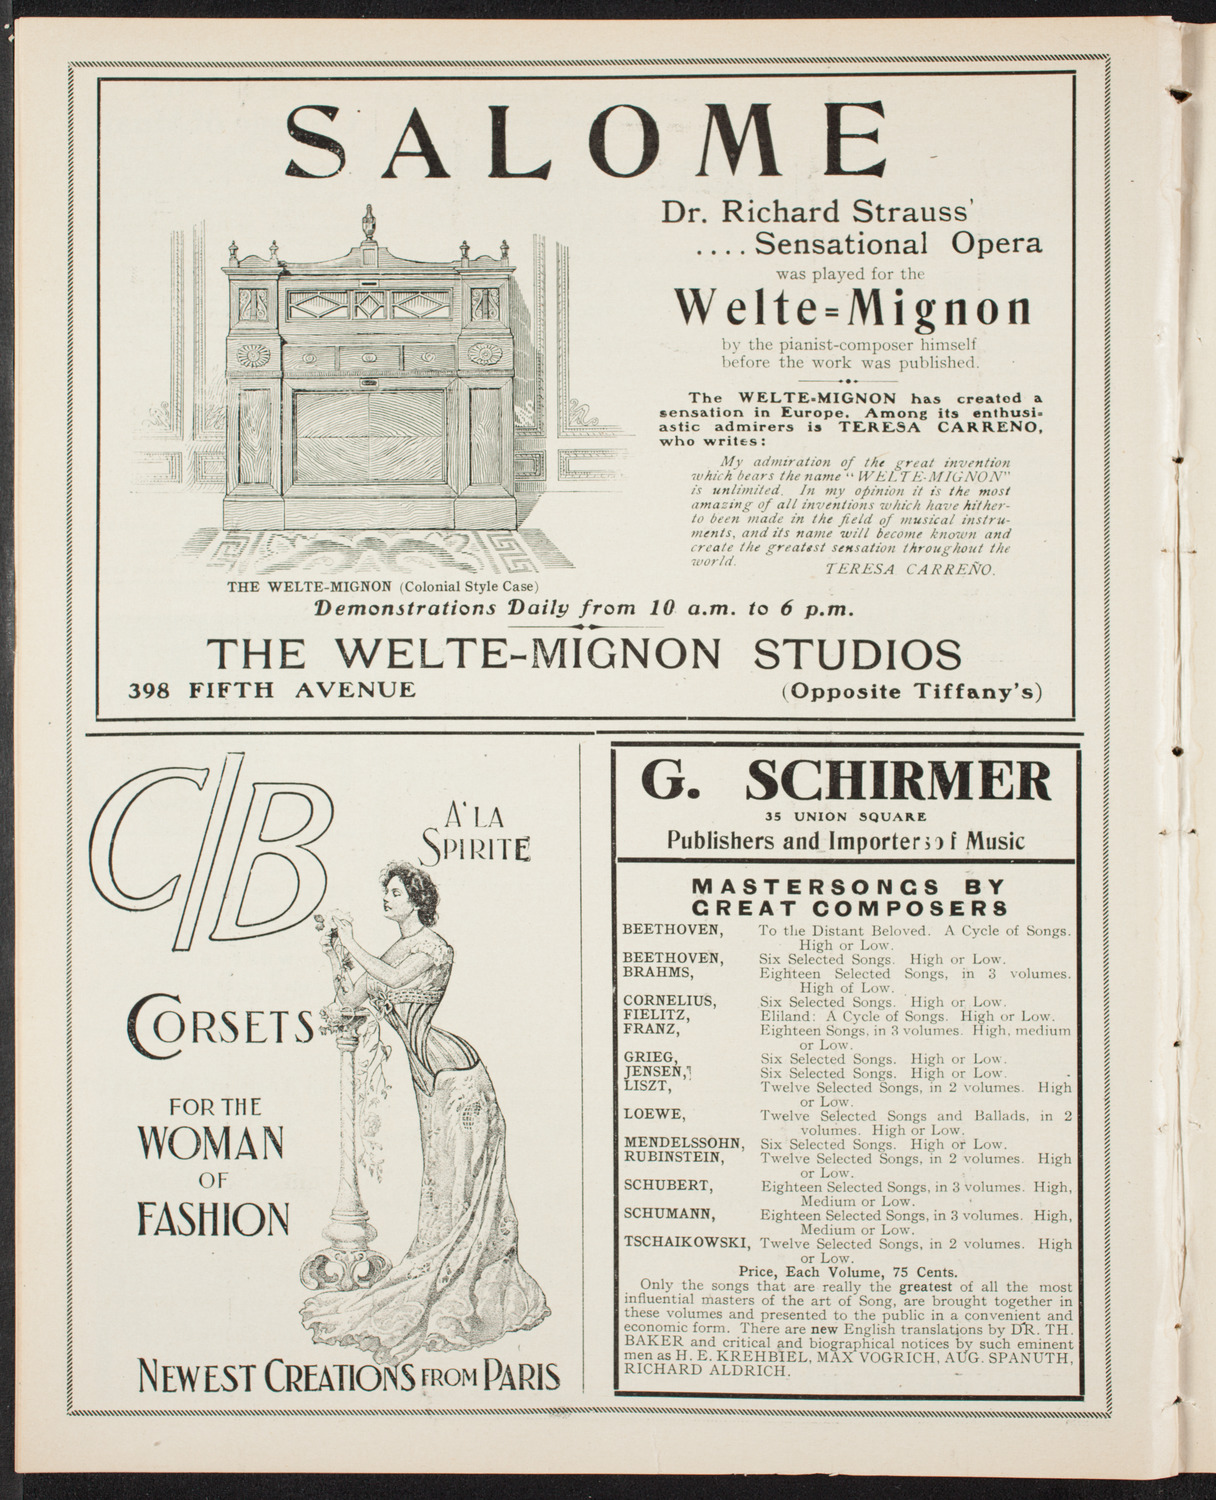 SALOME
Dr. Richard Strauss'
.... Sensational Opera
was played for the
Welte=Mignon
by the pianist-composer himself
before the work was published.
The WELTE=MIGNON has created a
sensation in Europe. Among its enthusi=
astic admirers is TERESA CARRENO,
who writes:
My admiration of the great invention
which bears the name "WELTE-MIGNON"
is unlimited. In my opinion it is the most
amazing of all inventions which have hither-
to been made in the field of musical instru-
ments, and its name will become known and
create the greatest sensation throughout the
world.
TERESA CARREÑO.
THE WELTE-MIGNON (Colonial Style Case)
Demonstrations Daily from 10 a.m. to 6 p.m.
THE WELTE-MIGNON STUDIOS
398 FIFTH AVENUE (Opposite Tiffany's)
C/B
A' LA
SPIRITE
CORSETS
FOR THE
WOMAN
OF
FASHION
NEWEST CREATIONS FROM PARIS
G. SCHIRMER
35 UNION SQUARE
Publishers and Importers of Music
MASTERSONGS BY
GREAT COMPOSERS
BEETHOVEN, To the Distant Beloved. A Cycle of Songs.
High or Low.
BEETHOVEN, Six Selected Songs. High or Low.
BRAHMS, Eighteen Selected Songs, in 3 volumes.
High of Low.
CORNELIUS, Six Selected Songs. High or Low.
FIELITZ, Eliland: A Cycle of Songs. High or Low.
FRANZ, Eighteen Songs, in 3 volumes. High, medium
or Low.
GRIEG, Six Selected Songs. High or Low.
JENSEN, Six Selected Songs. High or Low.
LISZT, Twelve Selected Songs, in 2 volumes. High
or Low.
LOEWE, Twelve Selected Songs and Ballads, in 2
volumes. High or Low.
MENDELSSOHN, Six Selected Songs. High or Low.
RUBINSTEIN, Twelve Selected Songs, in 2 volumes. High
or Low.
SCHUBERT, Eighteen Selected Songs, in 3 volumes. High,
Medium or Low.
SCHUMANN, Eighteen Selected Songs, in 3 volumes. High,
Medium or Low.
TSCHAIKOWSKI, Twelve Selected Songs, in 2 volumes. High
or Low.
Price, Each Volume, 75 Cents.
Only the songs that are really the greatest of all the most
influential masters of the art of Song, are brought together in
these volumes and presented to the public in a convenient and
economic form. There are new English translations by DR. TH.
BAKER and critical and biographical notices by such eminent
men as H. E. KREHBIEL, MAX VOGRICH, AUG. SPANUTH,
RICHARD ALDRICH.